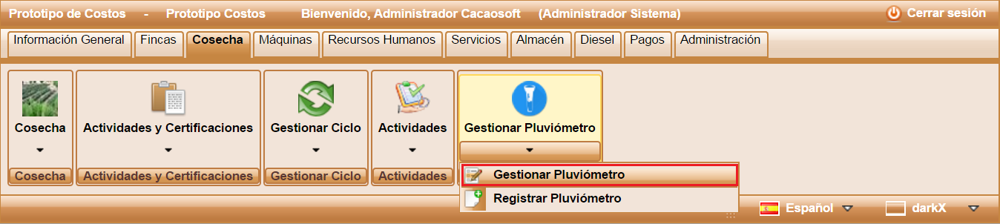 Prototipo de Costos - Prototipo Costos Bienvenido, Administrador Cacaosoft (Administrador Sistema) Cerrar sesión
Información General Fincas Cosecha Máquinas Recursos Humanos Servicios Almacén Diesel Pagos Administración
Cosecha Actividades y Certificaciones Gestionar Ciclo Actividades Gestionar Pluviómetro
Cosecha Actividades y Certificaciones Gestionar Ciclo Actividades
Gestionar Pluviómetro
Registrar Pluviómetro
Español darkX